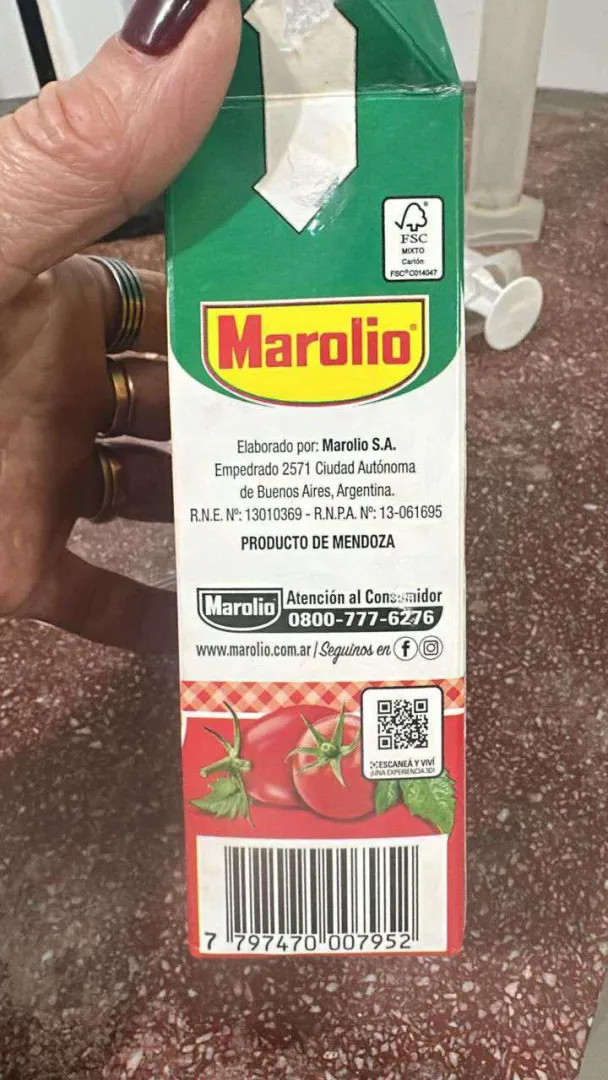 FSC
MIXTO
Cartón
FSC® C014047
Marolio®
Elaborado por: Marolio S.A.
Empedrado 2571 Ciudad Autónoma
de Buenos Aires, Argentina.
R.N.E. Nº: 13010369 - R.N.P.A. Nº: 13-061695
PRODUCTO DE MENDOZA
Marolio Atención al Consumidor
0800-777-6276
www.marolio.com.ar / Seguinos en
ESCANEÁ Y VIVÍ
UNA EXPERIENCIA 3D
7 797470 007952